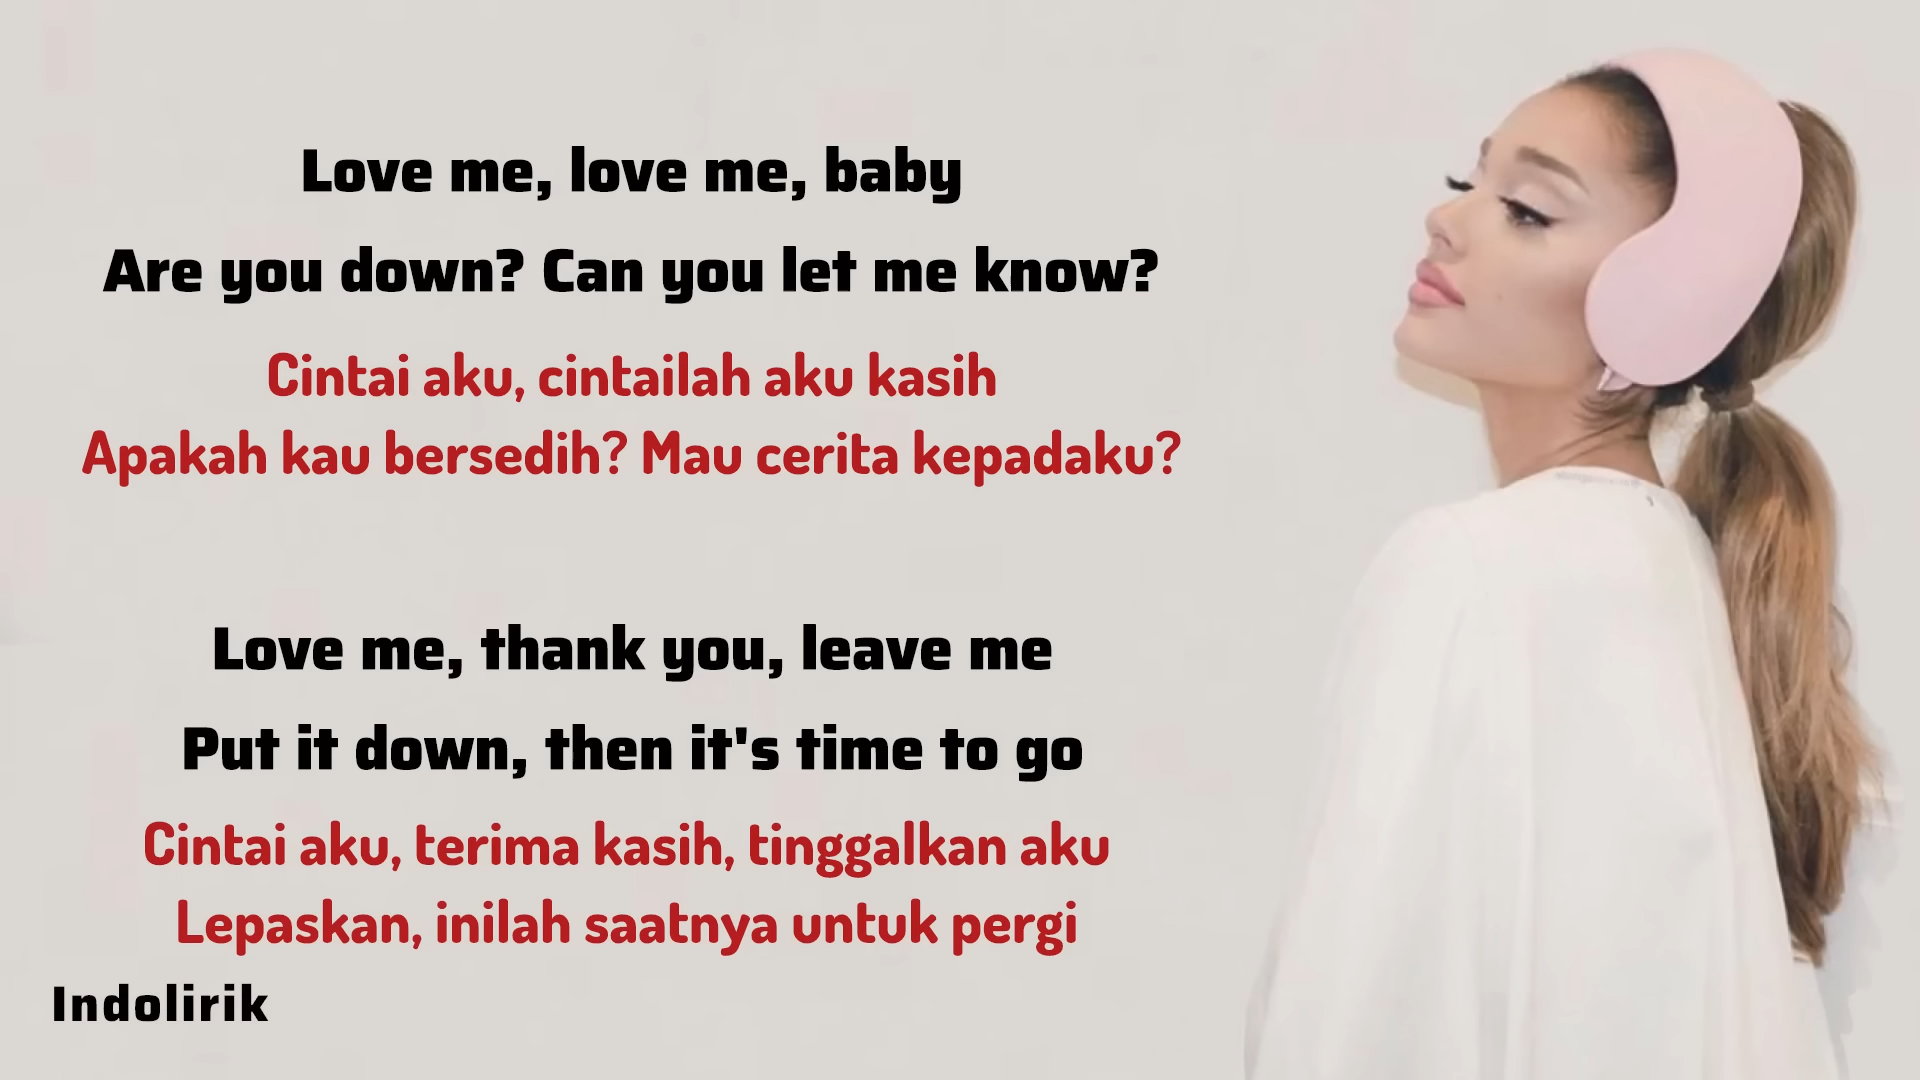 Love me, love me, baby
Are you down? Can you let me know?
Cintai aku, cintailah aku kasih
Apakah kau bersedih? Mau cerita kepadaku?
Love me, thank you, leave me
Put it down, then it's time to go
Cintai aku, terima kasih, tinggalkan aku
Lepaskan, inilah saatnya untuk pergi
Indolirik